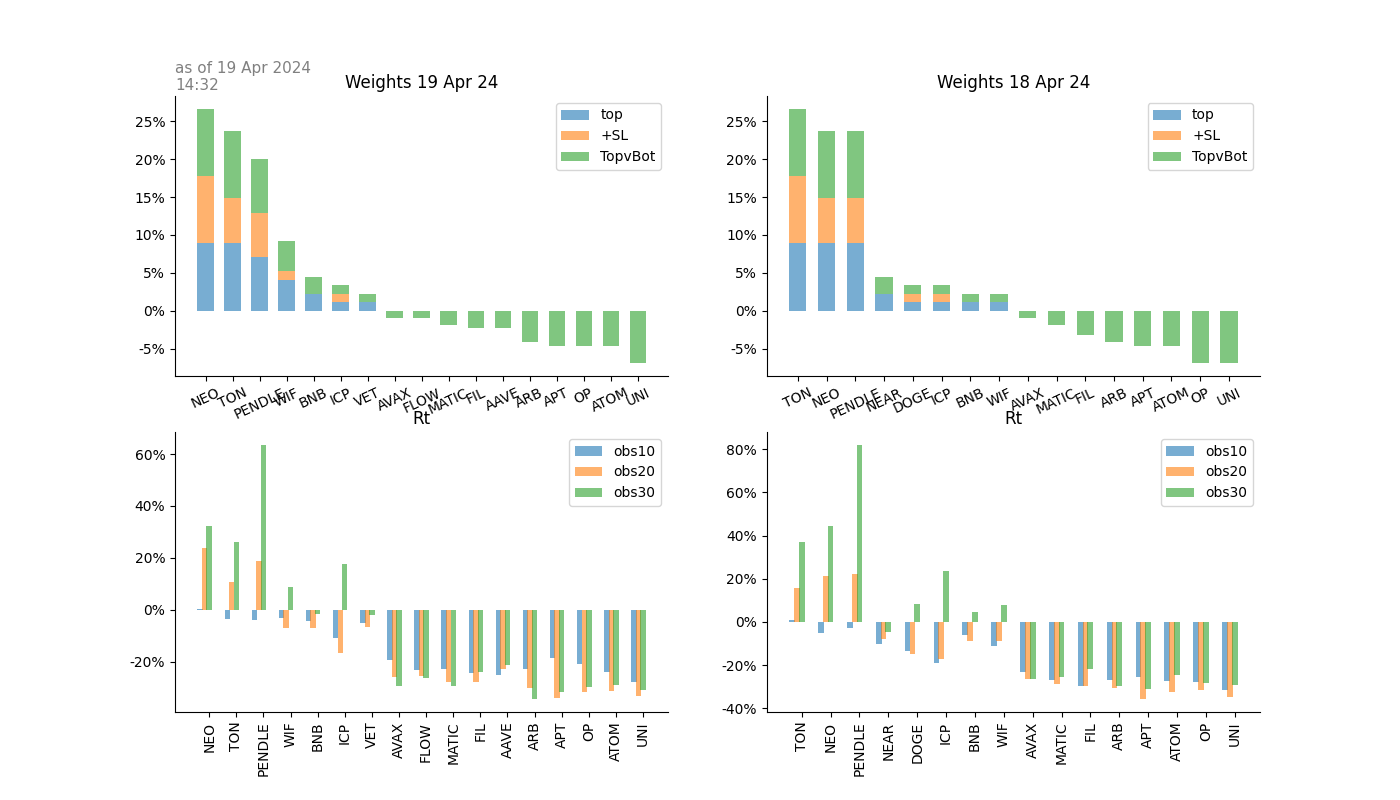 as of 19 Apr 2024
14:32
Weights 19 Apr 24
25%
20%
15%
10%
5%
0%
-5%
top
+SL
TopvBot
NEO TON PENDLE WIF BNB ICP VET AVAX FLOW MATIC FIL AAVE ARB APT OP ATOM UNI
Weights 18 Apr 24
25%
20%
15%
10%
5%
0%
-5%
top
+SL
TopvBot
TON NEO PENDLE NEAR DOGE ICP BNB WIF AVAX MATIC FIL ARB APT ATOM OP UNI
Rt
60%
40%
20%
0%
-20%
obs10
obs20
obs30
NEO TON PENDLE WIF BNB ICP VET AVAX FLOW MATIC FIL AAVE ARB APT OP ATOM UNI
Rt
80%
60%
40%
20%
0%
-20%
-40%
obs10
obs20
obs30
TON NEO PENDLE NEAR DOGE ICP BNB WIF AVAX MATIC FIL ARB APT ATOM OP UNI